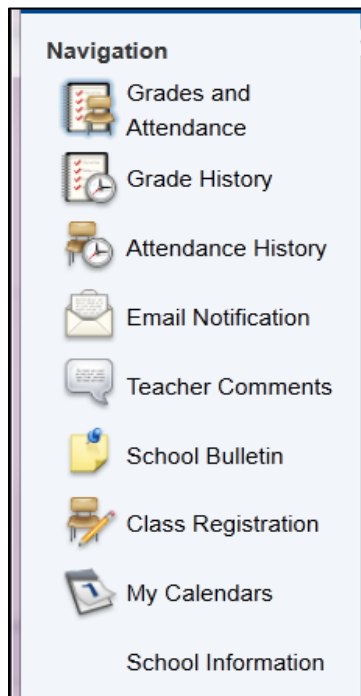 Navigation
Grades and
Attendance
Grade History
Attendance History
Email Notification
Teacher Comments
School Bulletin
Class Registration
My Calendars
School Information